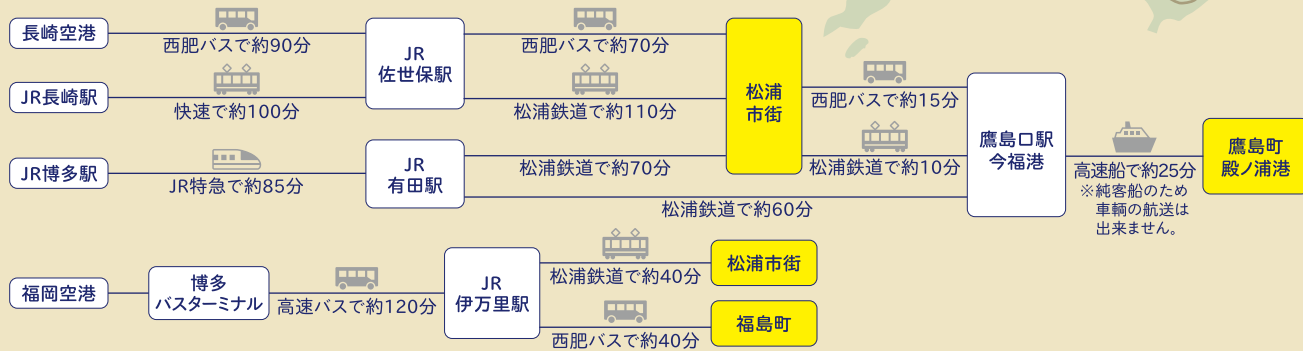 長崎空港
西肥バスで約90分
JR
佐世保駅
西肥バスで約70分
JR長崎駅
快速で約100分
松浦鉄道で約110分
松浦
市街
西肥バスで約15分
JR博多駅
JR特急で約85分
JR
有田駅
松浦鉄道で約70分
松浦鉄道で約10分
松浦鉄道で約60分
鷹島口駅
今福港
高速船で約25分
※純客船のため
車輌の航送は
出来ません。
鷹島町
殿ノ浦港
福岡空港
博多
バスターミナル
高速バスで約120分
JR
伊万里駅
松浦鉄道で約40分
松浦市街
西肥バスで約40分
福島町